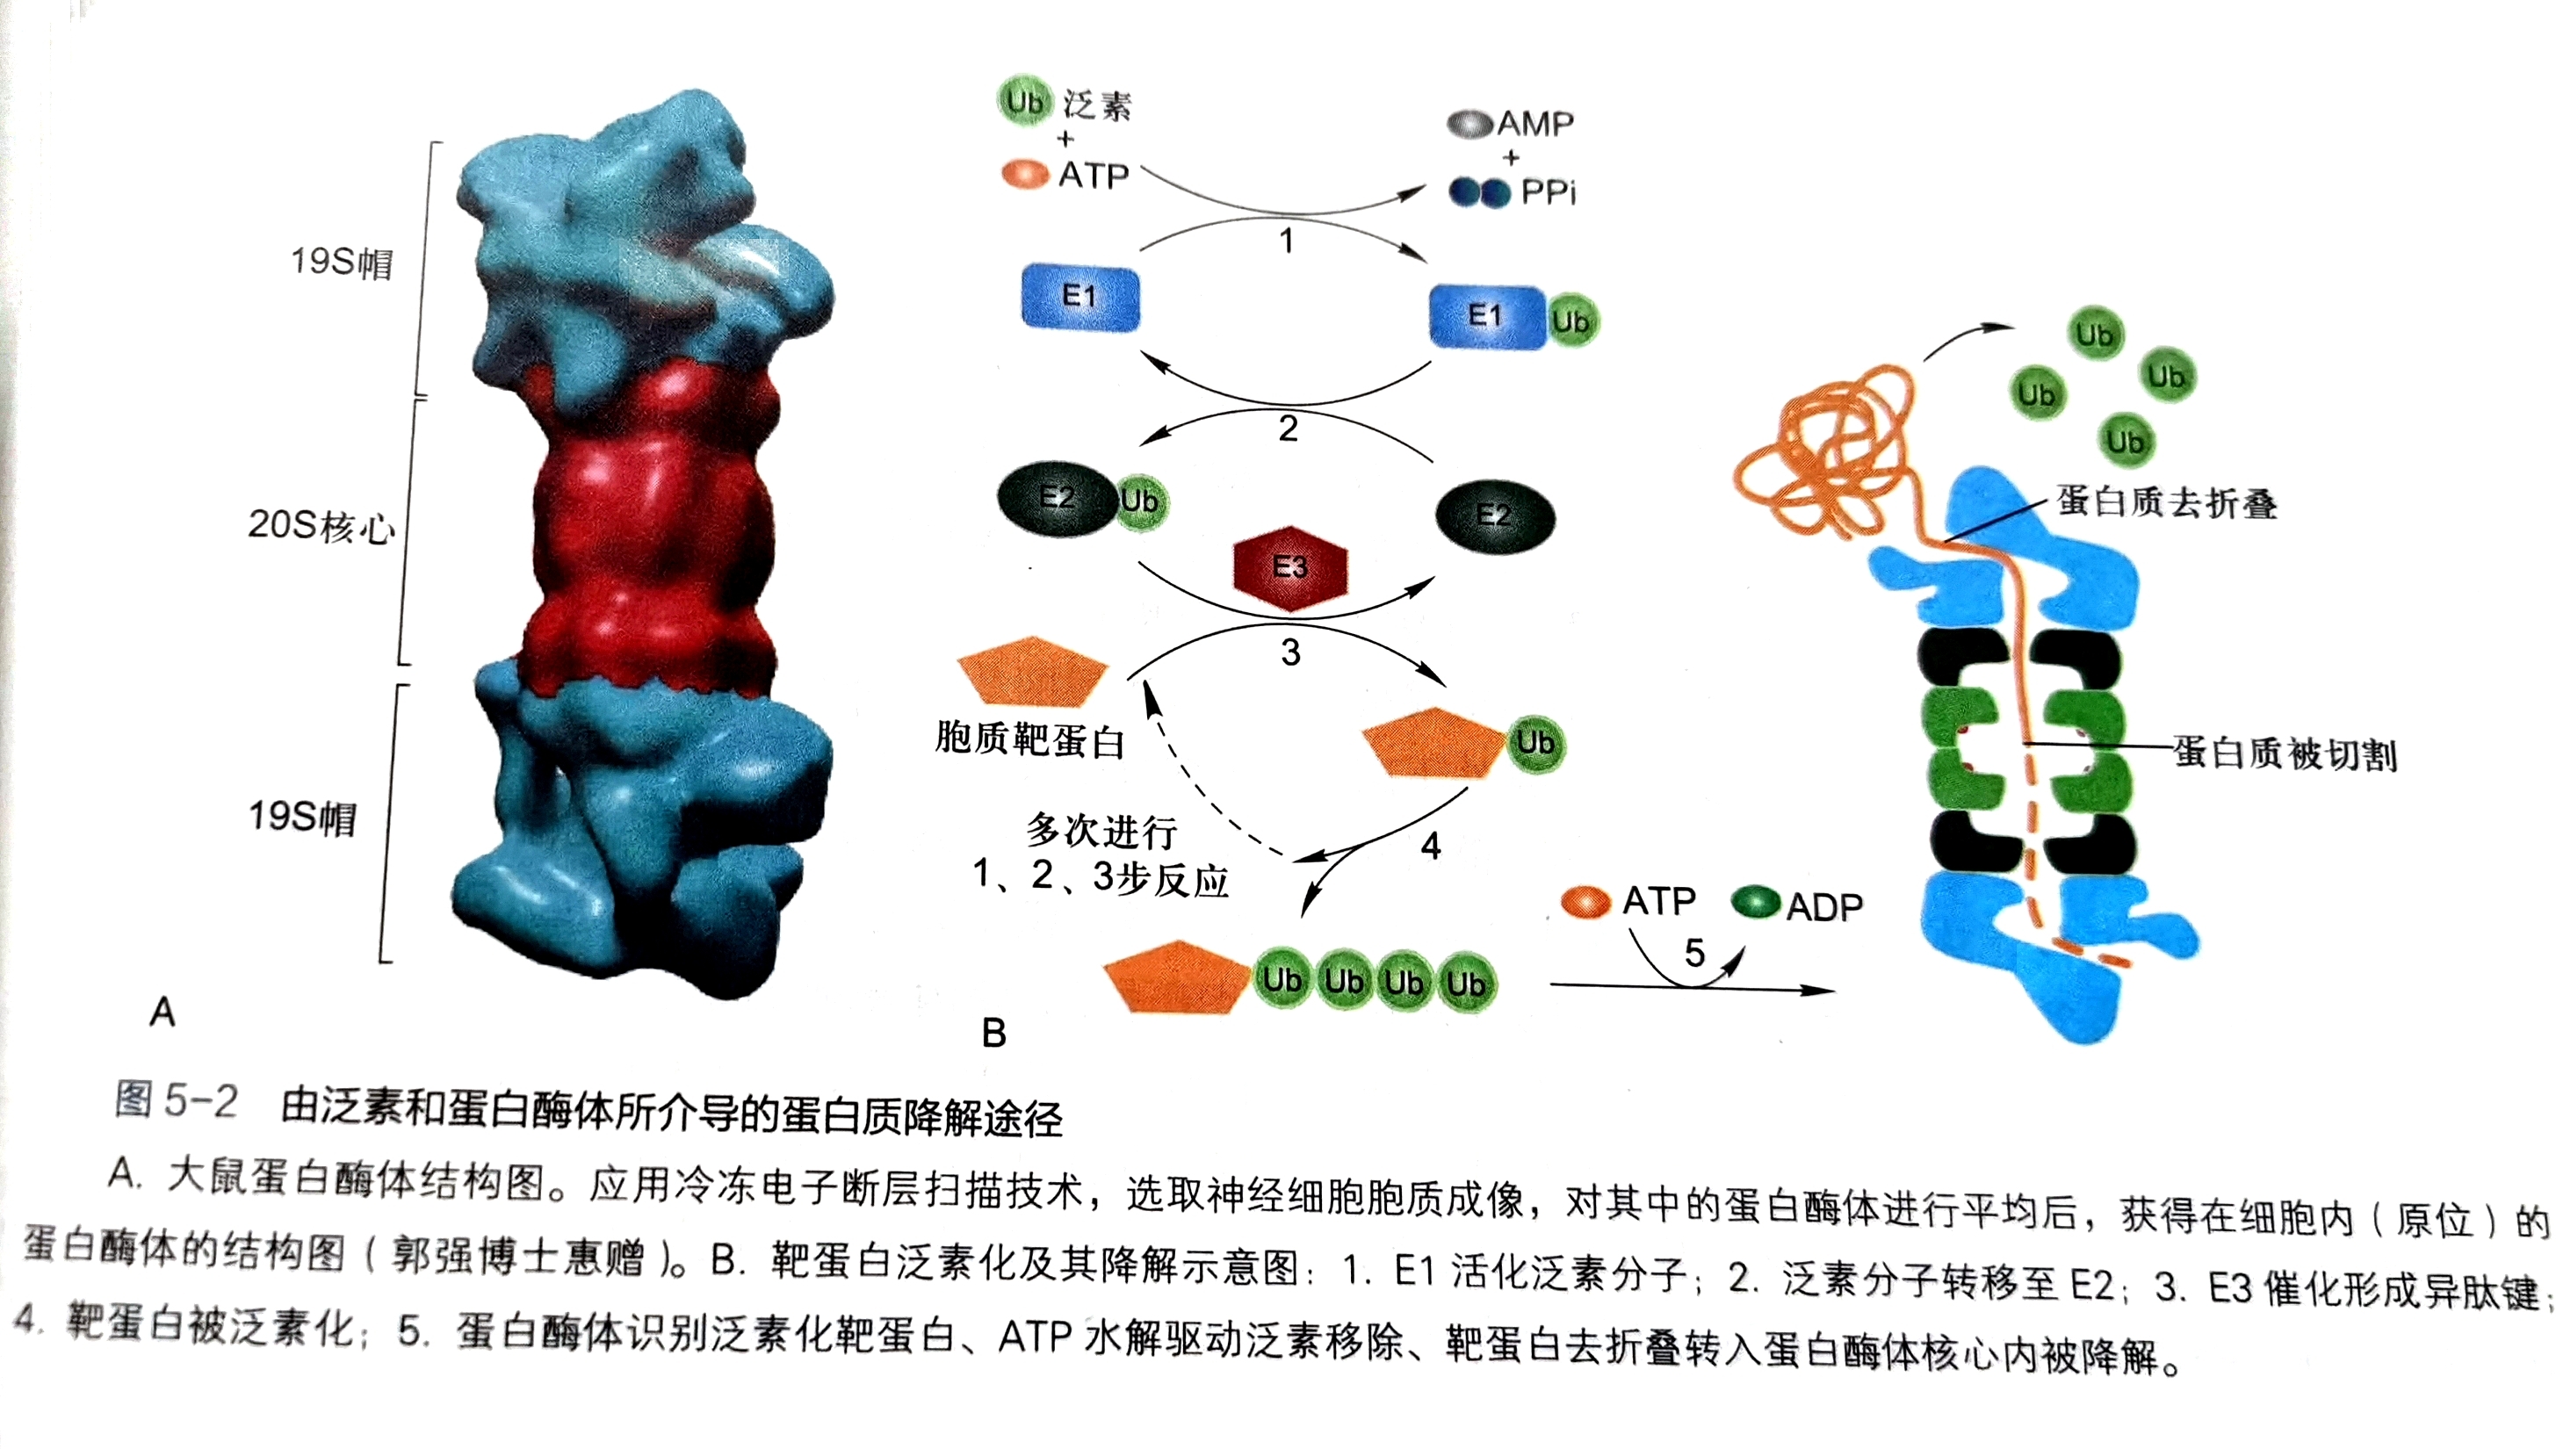 19S帽
20S核心
19S帽
A
Ub 泛素
+
ATP
AMP
+
PPi
1
E1
E1 Ub
2
E2 Ub
E2
E3
3
胞质靶蛋白
Ub
4
多次进行
1、2、3步反应
Ub Ub Ub Ub
ATP ADP
5
Ub
Ub
Ub
Ub
蛋白质去折叠
蛋白质被切割
B
图 5-2 由泛素和蛋白酶体所介导的蛋白质降解途径
A. 大鼠蛋白酶体结构图。应用冷冻电子断层扫描技术，选取神经细胞胞质成像，对其中的蛋白酶体进行平均后，获得在细胞内（原位）的
蛋白酶体的结构图（郭强博士惠赠）。B. 靶蛋白泛素化及其降解示意图：1. E1 活化泛素分子；2. 泛素分子转移至 E2；3. E3 催化形成异肽键；
4. 靶蛋白被泛素化；5. 蛋白酶体识别泛素化靶蛋白、ATP 水解驱动泛素移除、靶蛋白去折叠转入蛋白酶体核心内被降解。